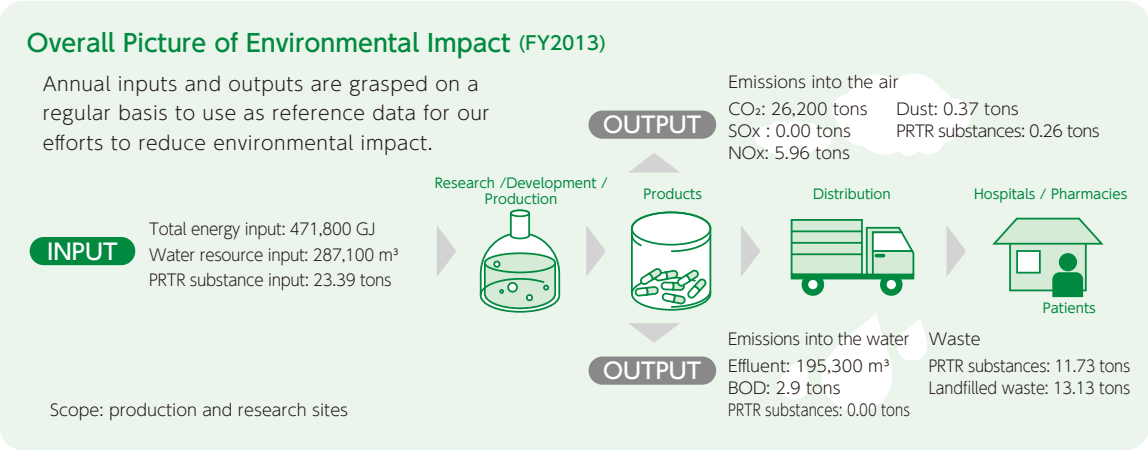 Overall Picture of Environmental Impact (FY2013)
Annual inputs and outputs are grasped on a
regular basis to use as reference data for our
efforts to reduce environmental impact.
OUTPUT
Emissions into the air
CO₂: 26,200 tons
SOx : 0.00 tons
NOx: 5.96 tons
Dust: 0.37 tons
PRTR substances: 0.26 tons
INPUT
Total energy input: 471,800 GJ
Water resource input: 287,100 m³
PRTR substance input: 23.39 tons
Research /Development /
Production
Products
Distribution
Hospitals / Pharmacies
Patients
OUTPUT
Emissions into the water
Effluent: 195,300 m³
BOD: 2.9 tons
PRTR substances: 0.00 tons
Waste
PRTR substances: 11.73 tons
Landfilled waste: 13.13 tons
Scope: production and research sites